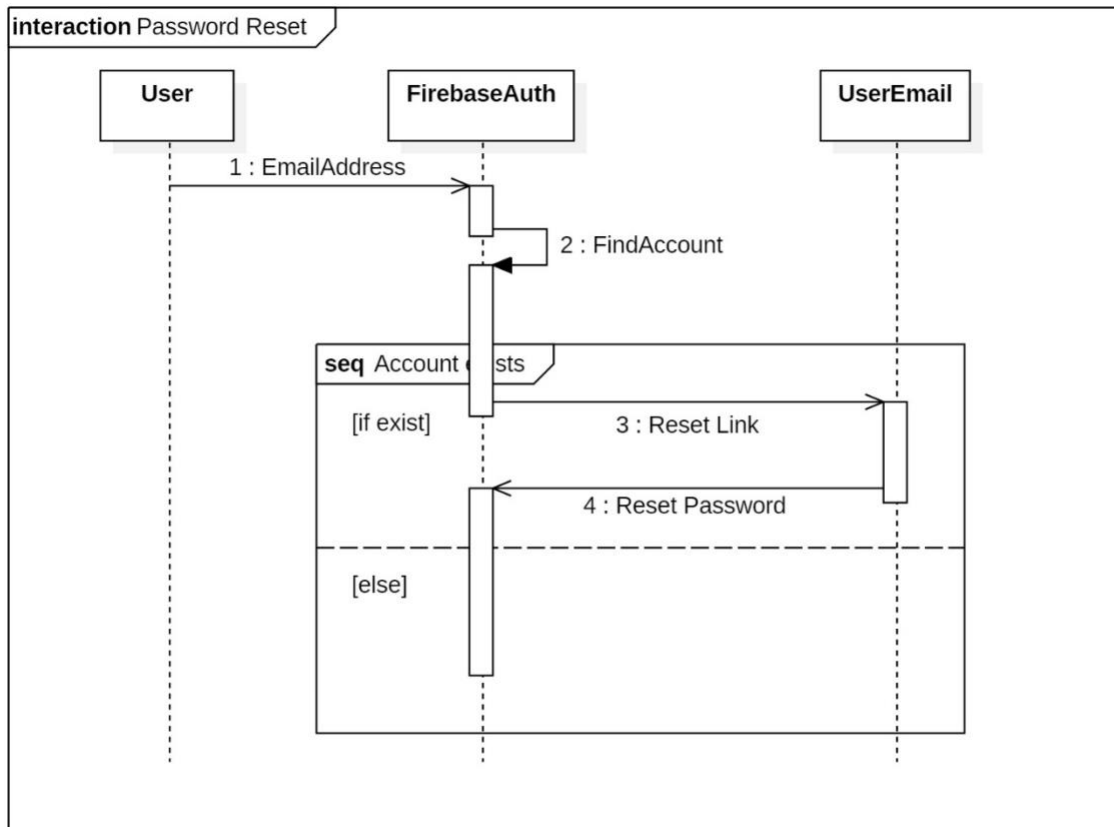 interaction Password Reset
User
FirebaseAuth
UserEmail
1 : EmailAddress
2 : FindAccount
seq Account exists
[if exist]
3 : Reset Link
4 : Reset Password
[else]